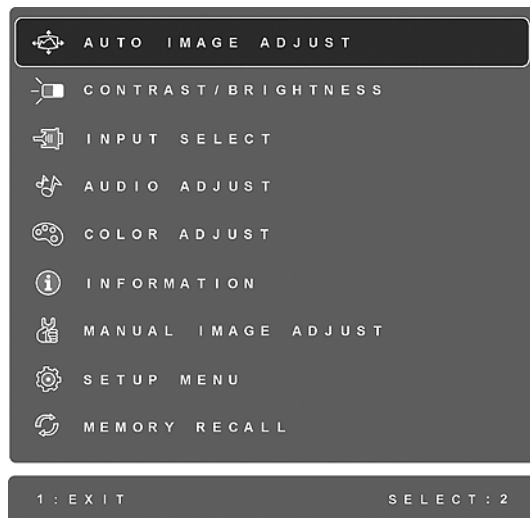 AUTO IMAGE ADJUST
CONTRAST/BRIGHTNESS
INPUT SELECT
AUDIO ADJUST
COLOR ADJUST
INFORMATION
MANUAL IMAGE ADJUST
SETUP MENU
MEMORY RECALL
1:EXIT SELECT:2